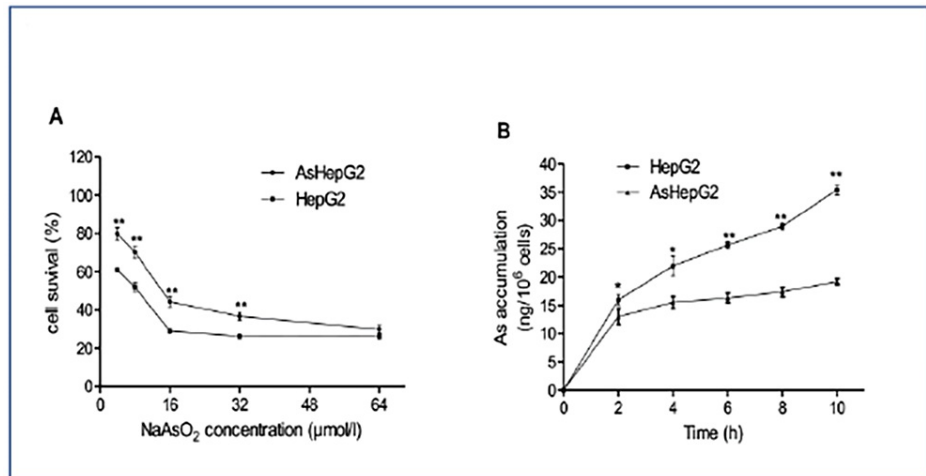 A
cell suvival (%)
120
100
80
60
40
20
0
0 16 32 48 64
NaAsO₂ concentration (μmol/l)
AsHepG2
HepG2
** ** ** **
B
As accumulation
(ng/10⁶ cells)
40
35
30
25
20
15
10
5
0
0 2 4 6 8 10
Time (h)
HepG2
AsHepG2
* * ** ** **